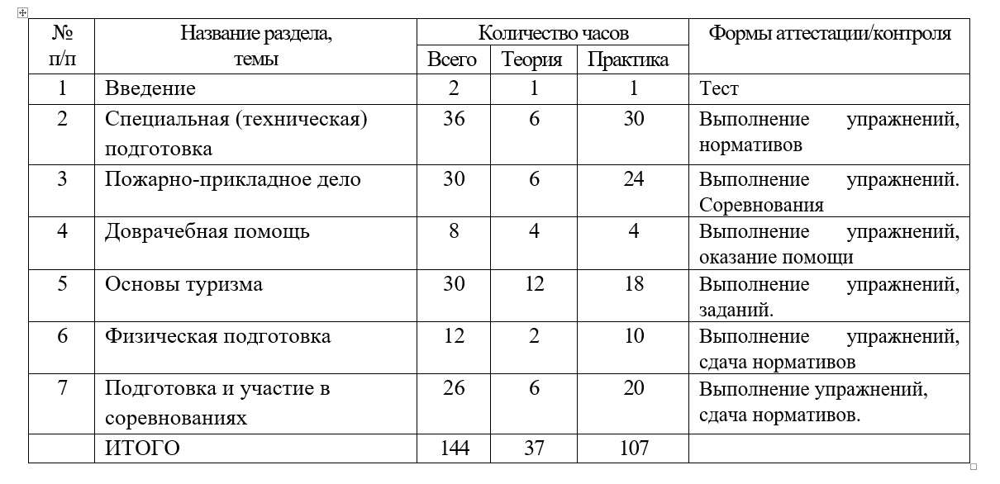 № Название раздела, Количество часов Формы аттестации/контроля
п/п темы Всего Теория Практика
1 Введение 2 1 1 Тест
2 Специальная (техническая) 36 6 30 Выполнение упражнений,
подготовка нормативов
3 Пожарно-прикладное дело 30 6 24 Выполнение упражнений.
Соревнования
4 Доврачебная помощь 8 4 4 Выполнение упражнений,
оказание помощи
5 Основы туризма 30 12 18 Выполнение упражнений,
заданий.
6 Физическая подготовка 12 2 10 Выполнение упражнений,
сдача нормативов
7 Подготовка и участие в 26 6 20 Выполнение упражнений,
соревнованиях сдача нормативов.
ИТОГО 144 37 107